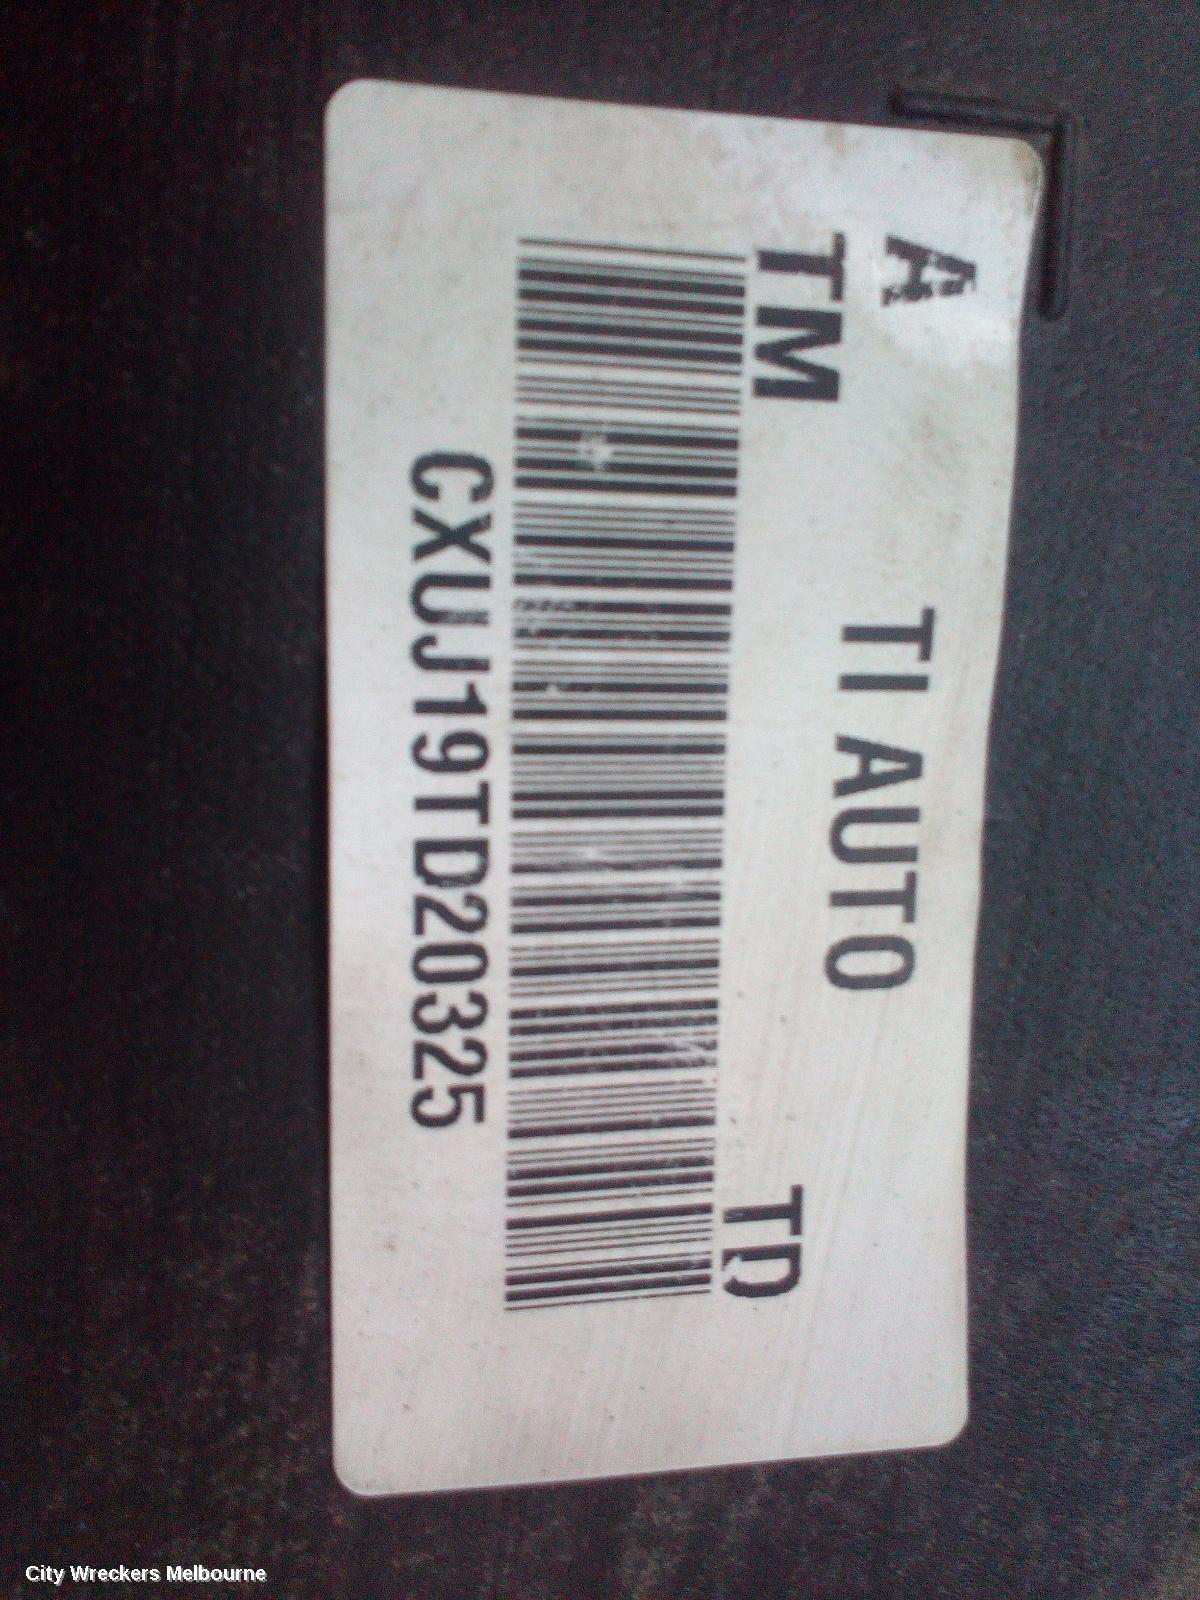 A
TM
TI AUTO
TD
CXUJ19TD20325
City Wreckers Melbourne